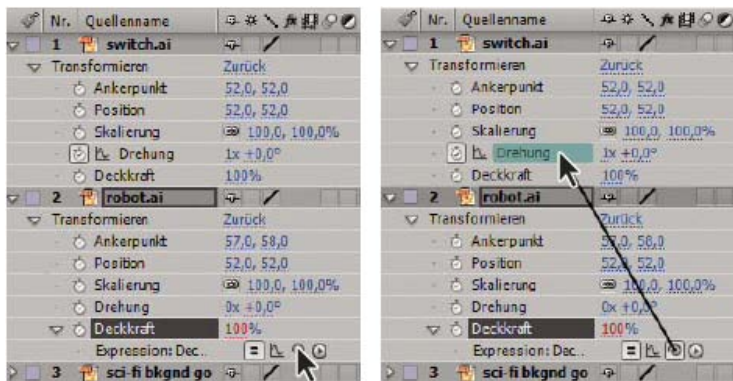 Nr. Quellenname
1 switch.ai
Transformieren Zurück
Ankerpunkt 52,0, 52,0
Position 52,0, 52,0
Skalierung 100,0, 100,0%
Drehung 1x +0,0°
Deckkraft 100%
2 robot.ai
Transformieren Zurück
Ankerpunkt 57,0, 58,0
Position 52,0, 52,0
Skalierung 100,0, 100,0%
Drehung 0x +0,0°
Deckkraft 100%
Expression: Dec...
3 sci-fi bkgnd go
Nr. Quellenname
1 switch.ai
Transformieren Zurück
Ankerpunkt 52,0, 52,0
Position 52,0, 52,0
Skalierung 100,0, 100,0%
Drehung 1x +0,0°
Deckkraft 100%
2 robot.ai
Transformieren Zurück
Ankerpunkt 57,0, 58,0
Position 52,0, 52,0
Skalierung 100,0, 100,0%
Drehung 0x +0,0°
Deckkraft 100%
Expression: Dec...
3 sci-fi bkgnd go